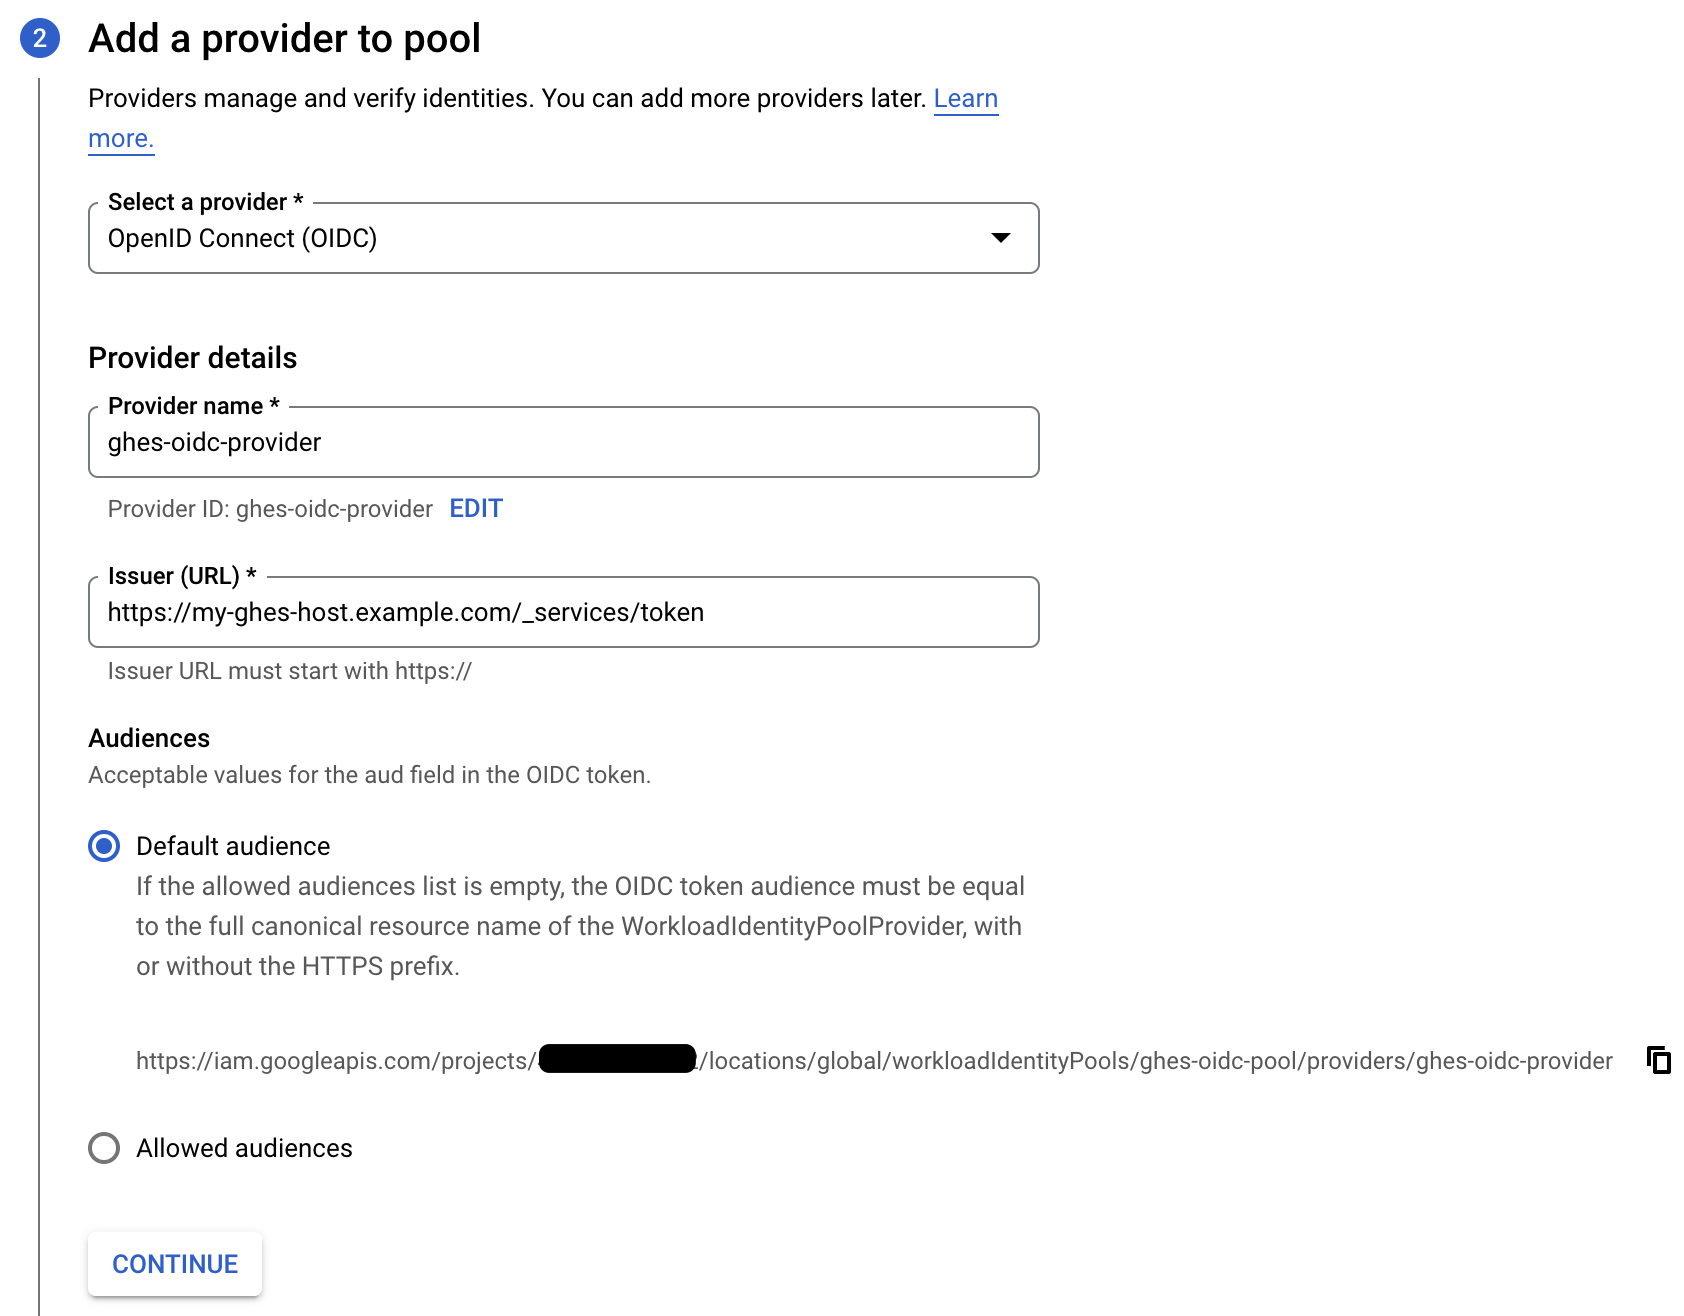 2
Add a provider to pool
Providers manage and verify identities. You can add more providers later. Learn
more.
Select a provider *
OpenID Connect (OIDC)
Provider details
Provider name *
ghes-oidc-provider
Provider ID: ghes-oidc-provider EDIT
Issuer (URL) *
https://my-ghes-host.example.com/_services/token
Issuer URL must start with https://
Audiences
Acceptable values for the aud field in the OIDC token.
Default audience
If the allowed audiences list is empty, the OIDC token audience must be equal
to the full canonical resource name of the WorkloadIdentityPoolProvider, with
or without the HTTPS prefix.
https://iam.googleapis.com/projects/ /locations/global/workloadIdentityPools/ghes-oidc-pool/providers/ghes-oidc-provider
Allowed audiences
CONTINUE